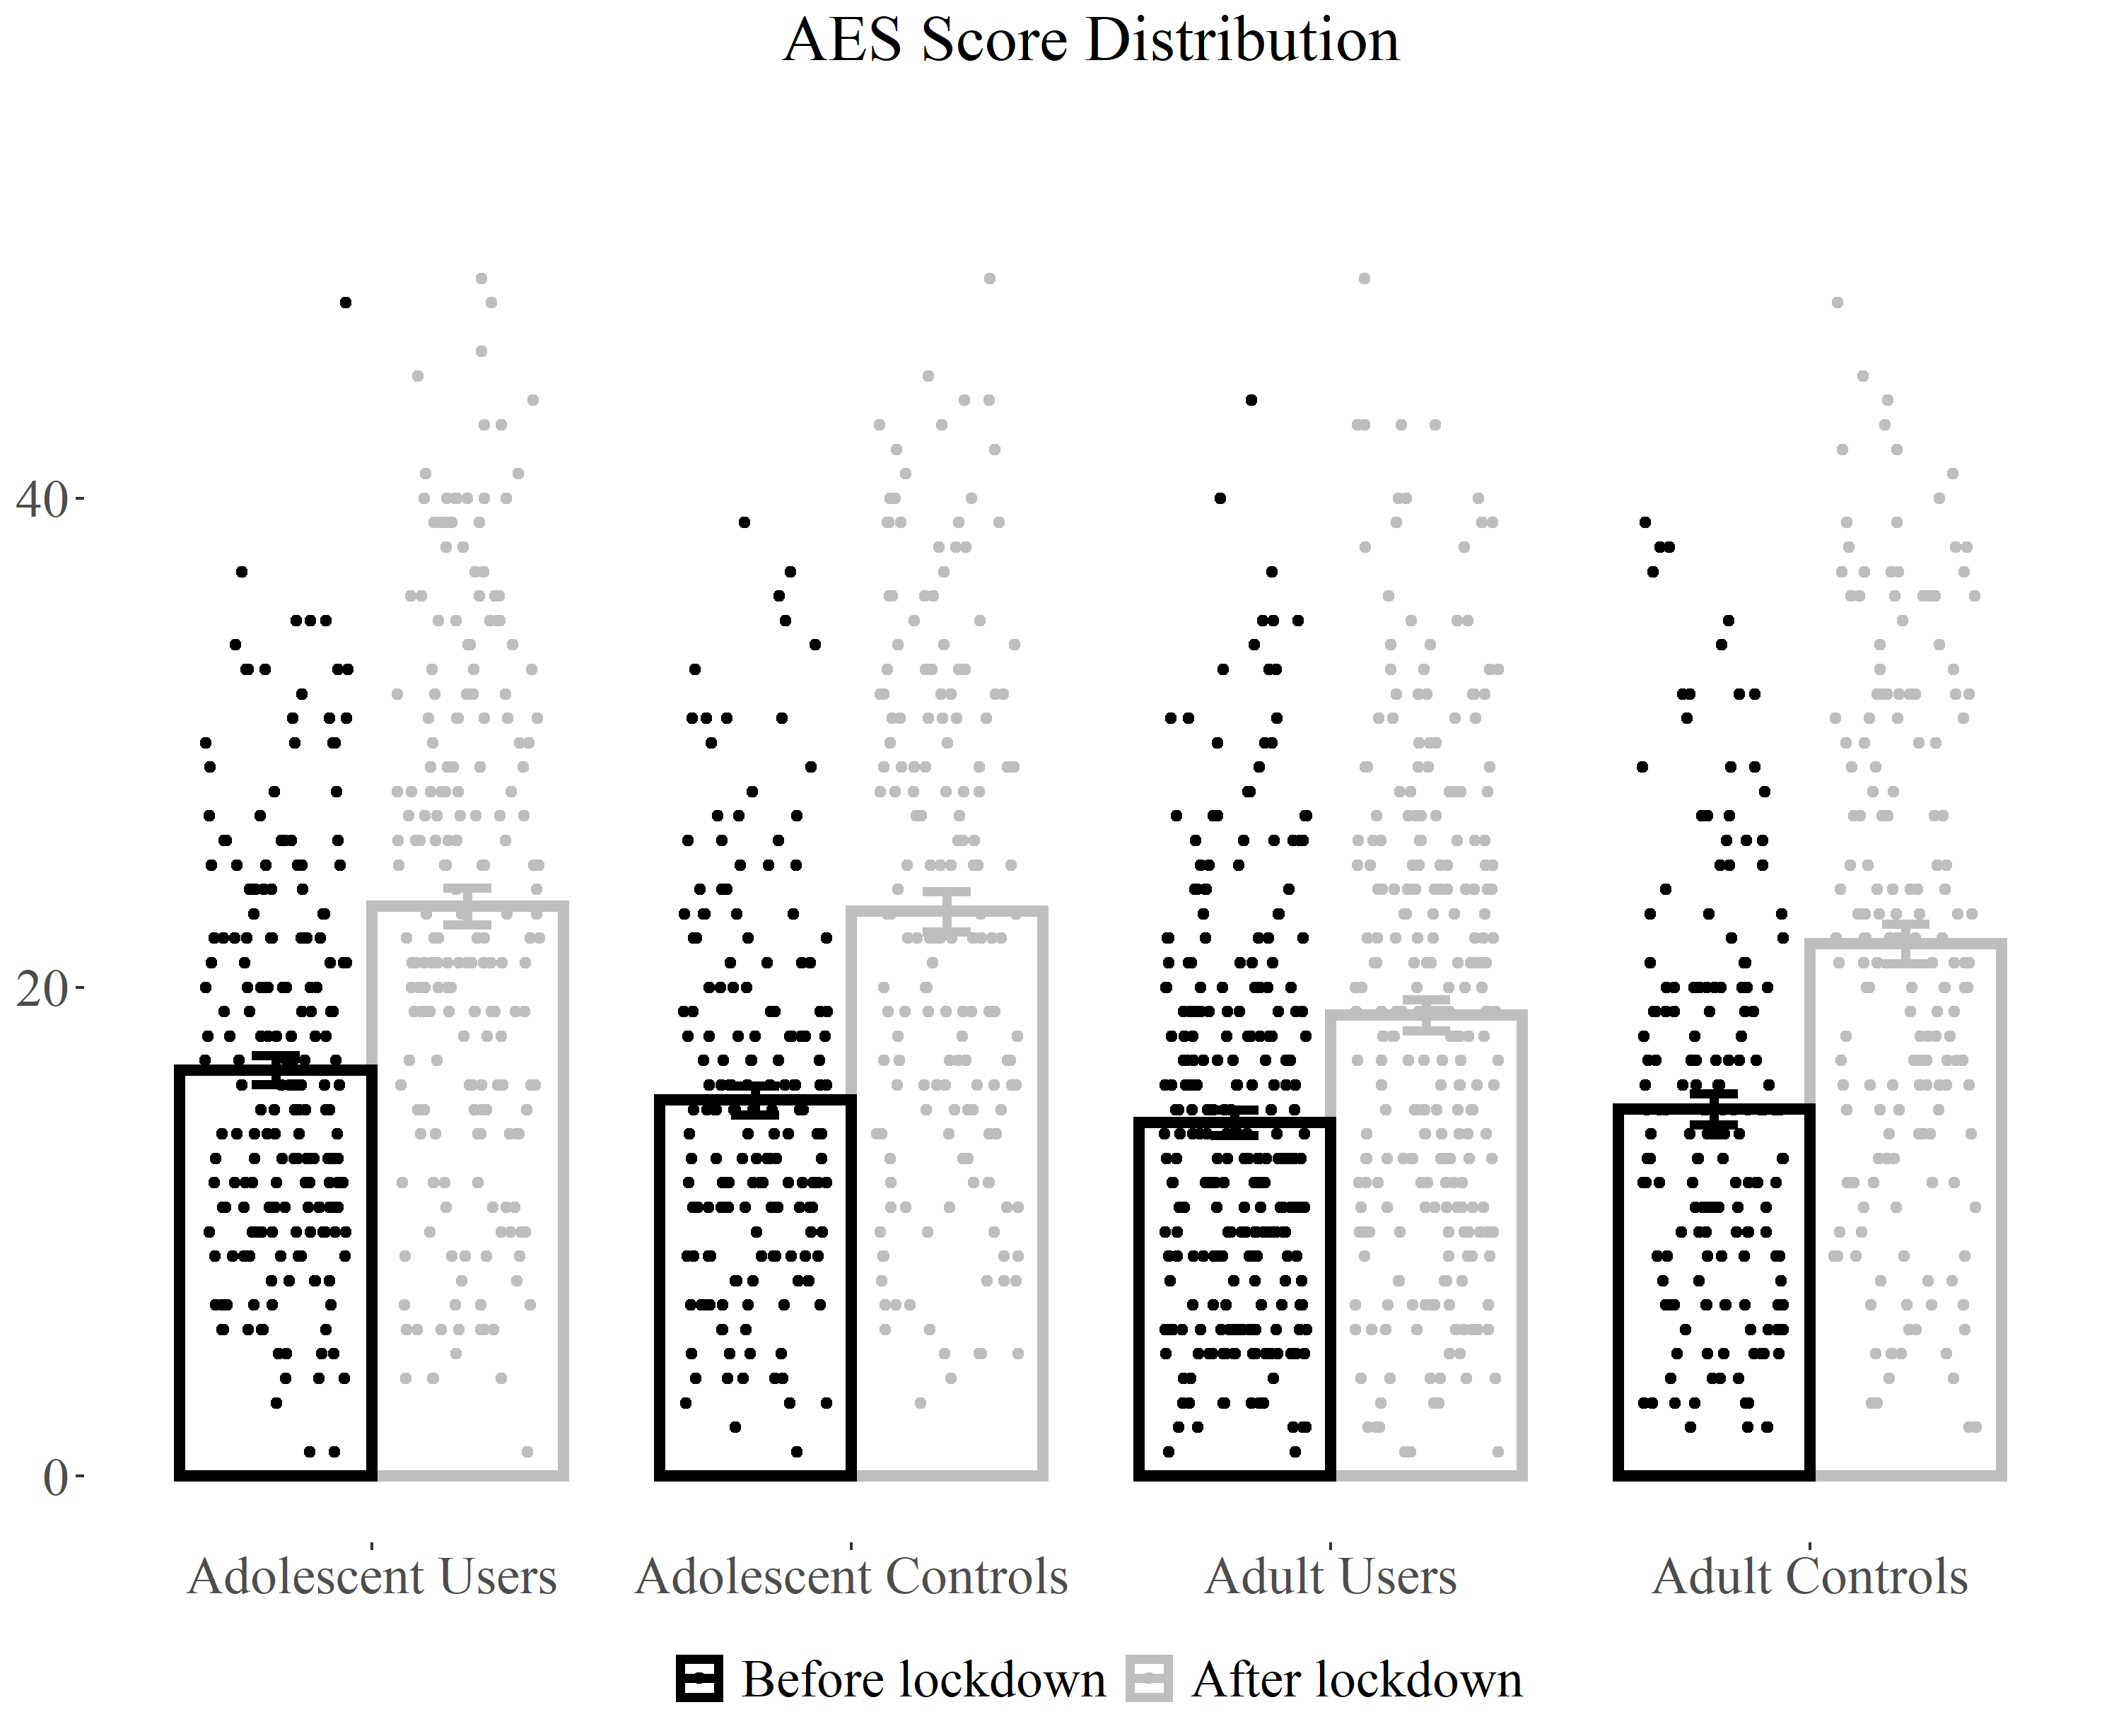 AES Score Distribution
40
20
0
Adolescent Users Adolescent Controls Adult Users Adult Controls
Before lockdown After lockdown